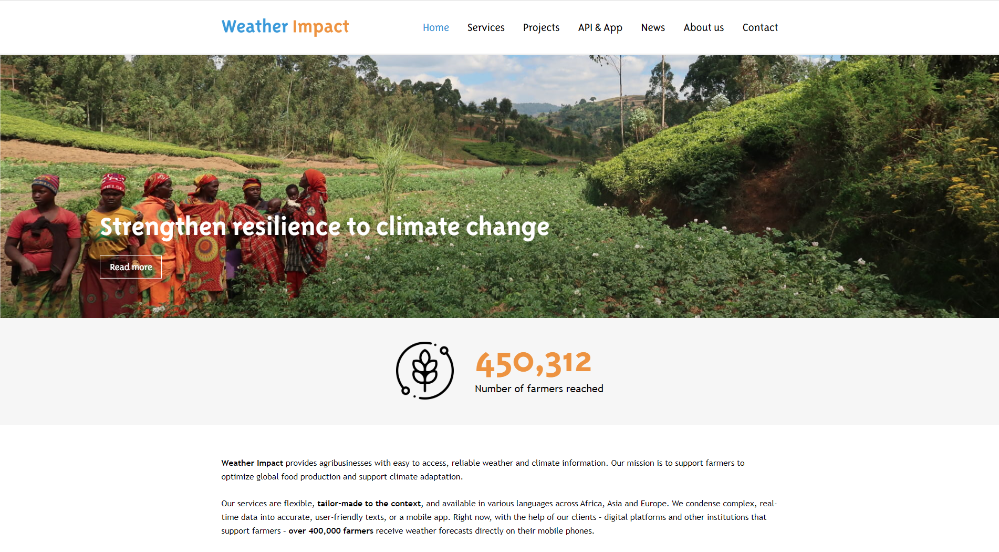 Weather Impact
Home Services Projects API & App News About us Contact
Strengthen resilience to climate change
Read more
450,312
Number of farmers reached
Weather Impact provides agribusinesses with easy to access, reliable weather and climate information. Our mission is to support farmers to
optimize global food production and support climate adaptation.
Our services are flexible, tailor-made to the context, and available in various languages across Africa, Asia and Europe. We condense complex, real-
time data into accurate, user-friendly texts, or a mobile app. Right now, with the help of our clients – digital platforms and other institutions that
support farmers – over 400,000 farmers receive weather forecasts directly on their mobile phones.